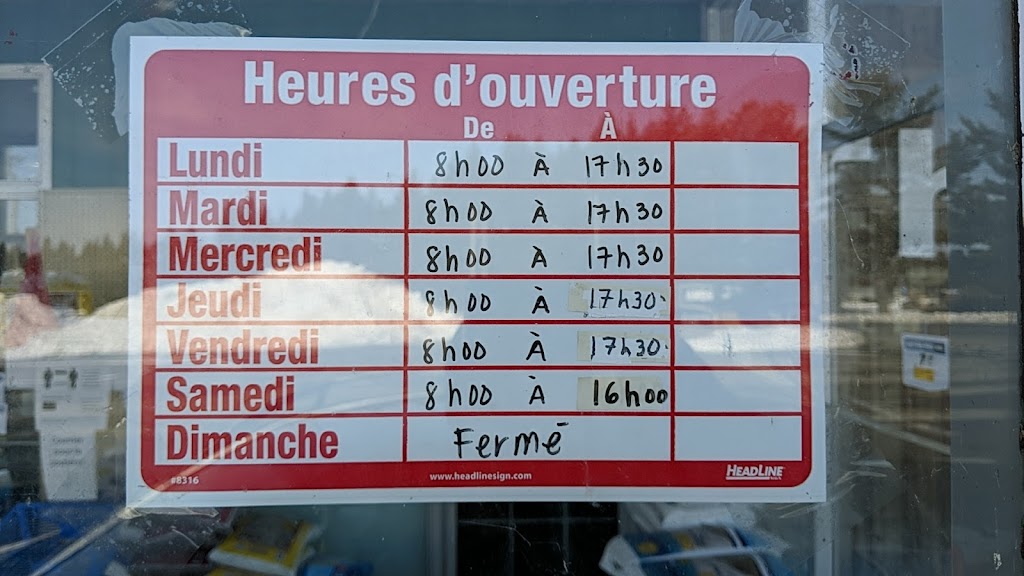 Heures d'ouverture
De À
Lundi 8h00 À 17h30
Mardi 8h00 À 17h30
Mercredi 8h00 À 17h30
Jeudi 8h00 À 17h30
Vendredi 8h00 À 17h30
Samedi 8h00 À 16h00
Dimanche Fermé
#8316 www.headlinesign.com HEADLINE